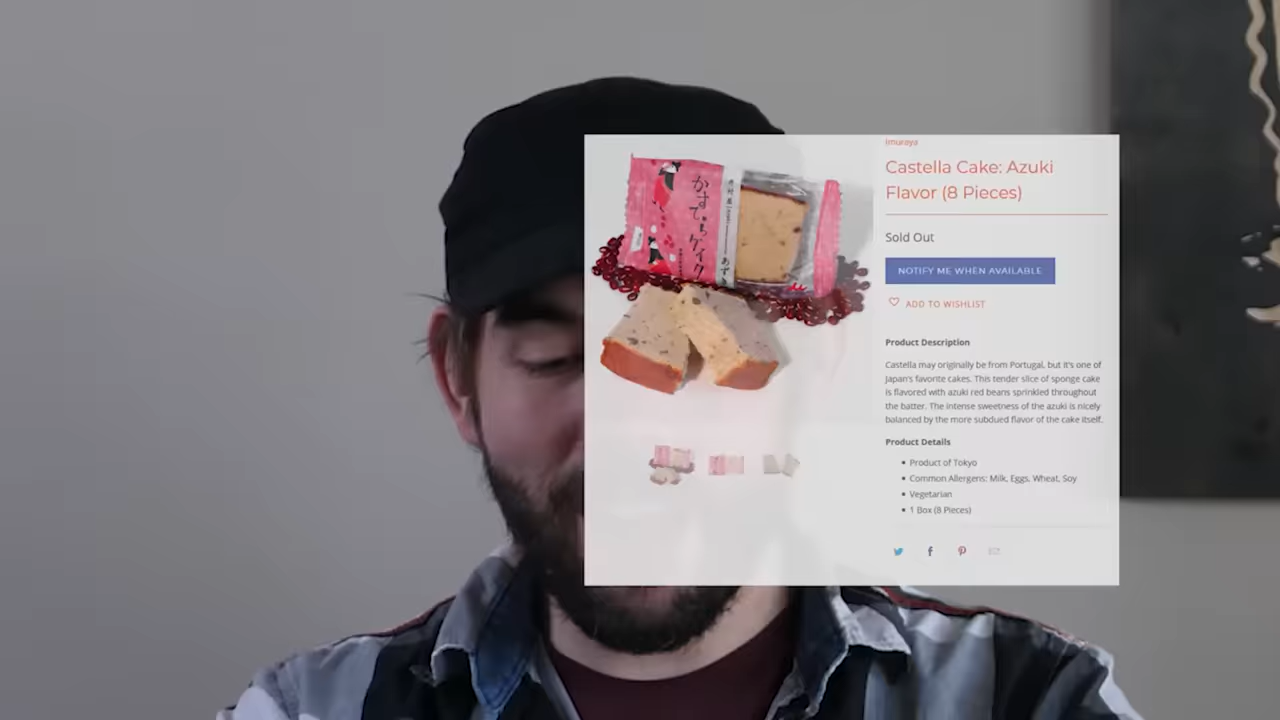 Imuraya
Castella Cake: Azuki
Flavor (8 Pieces)
Sold Out
NOTIFY ME WHEN AVAILABLE
ADD TO WISHLIST
Product Description
Castella may originally be from Portugal, but it's one of
Japan's favorite cakes. This tender slice of sponge cake
is flavored with azuki red beans sprinkled throughout
the batter. The intense sweetness of the azuki is nicely
balanced by the more subdued flavor of the cake itself.
Product Details
• Product of Tokyo
• Common Allergens: Milk, Eggs, Wheat, Soy
• Vegetarian
• 1 Box (8 Pieces)
かすてらケイク
あずき